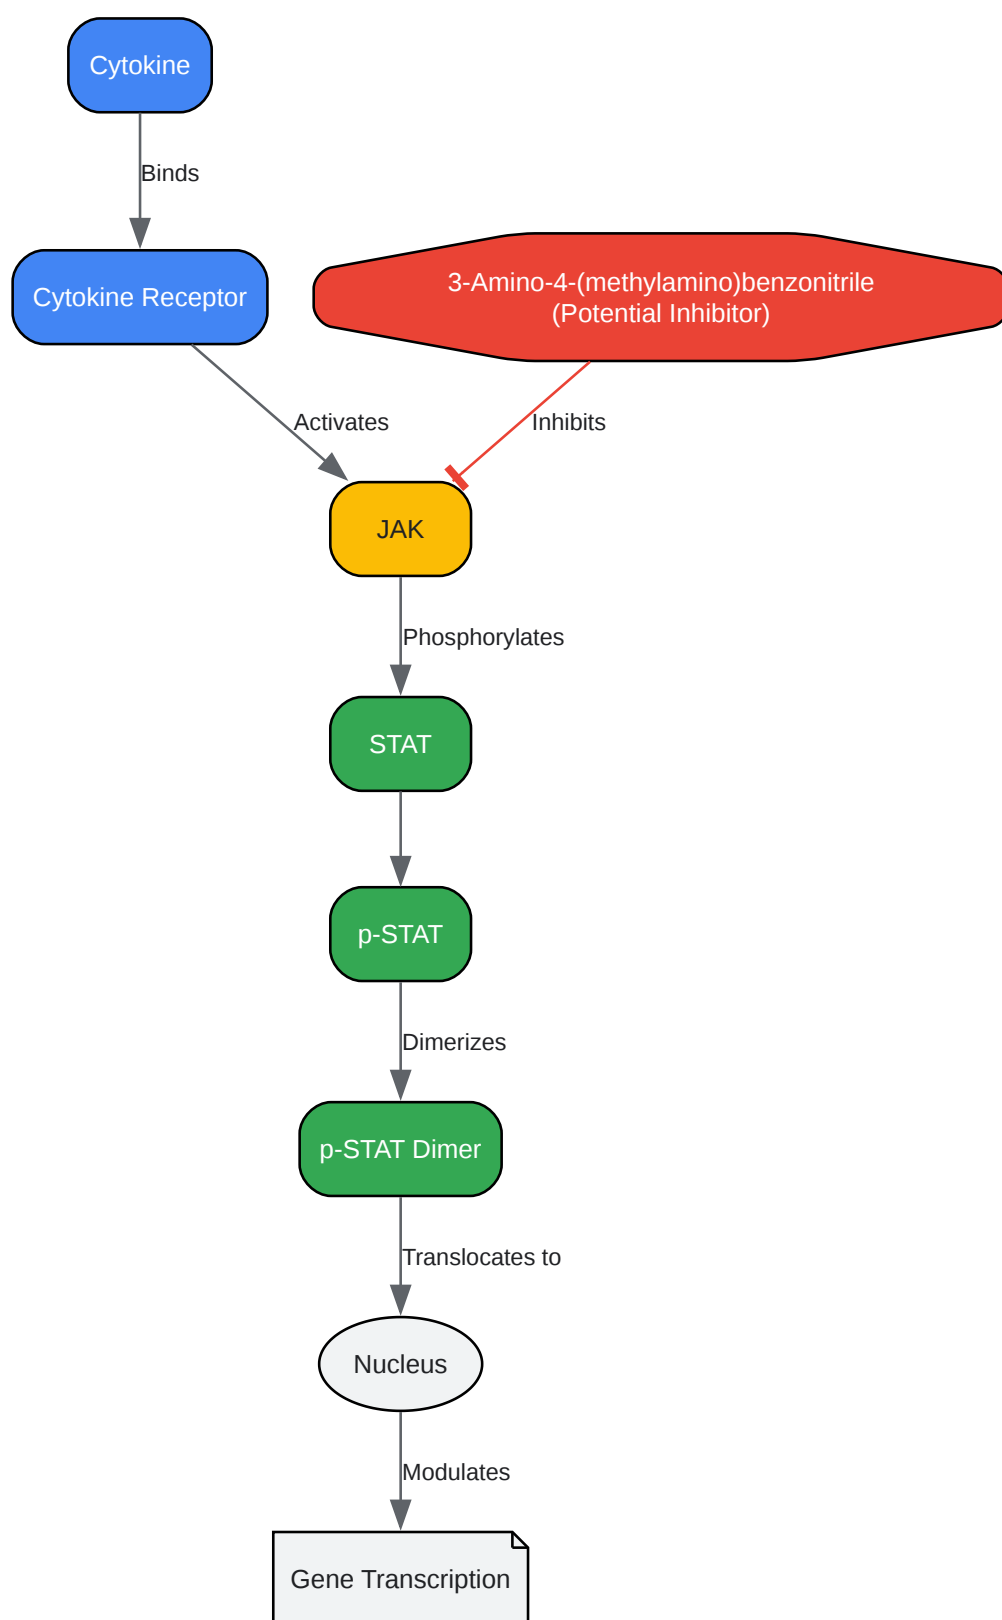 Cytokine
Binds
Cytokine Receptor
3-Amino-4-(methylamino)benzonitrile
(Potential Inhibitor)
Activates
Inhibits
JAK
Phosphorylates
STAT
p-STAT
Dimerizes
p-STAT Dimer
Translocates to
Nucleus
Modulates
Gene Transcription